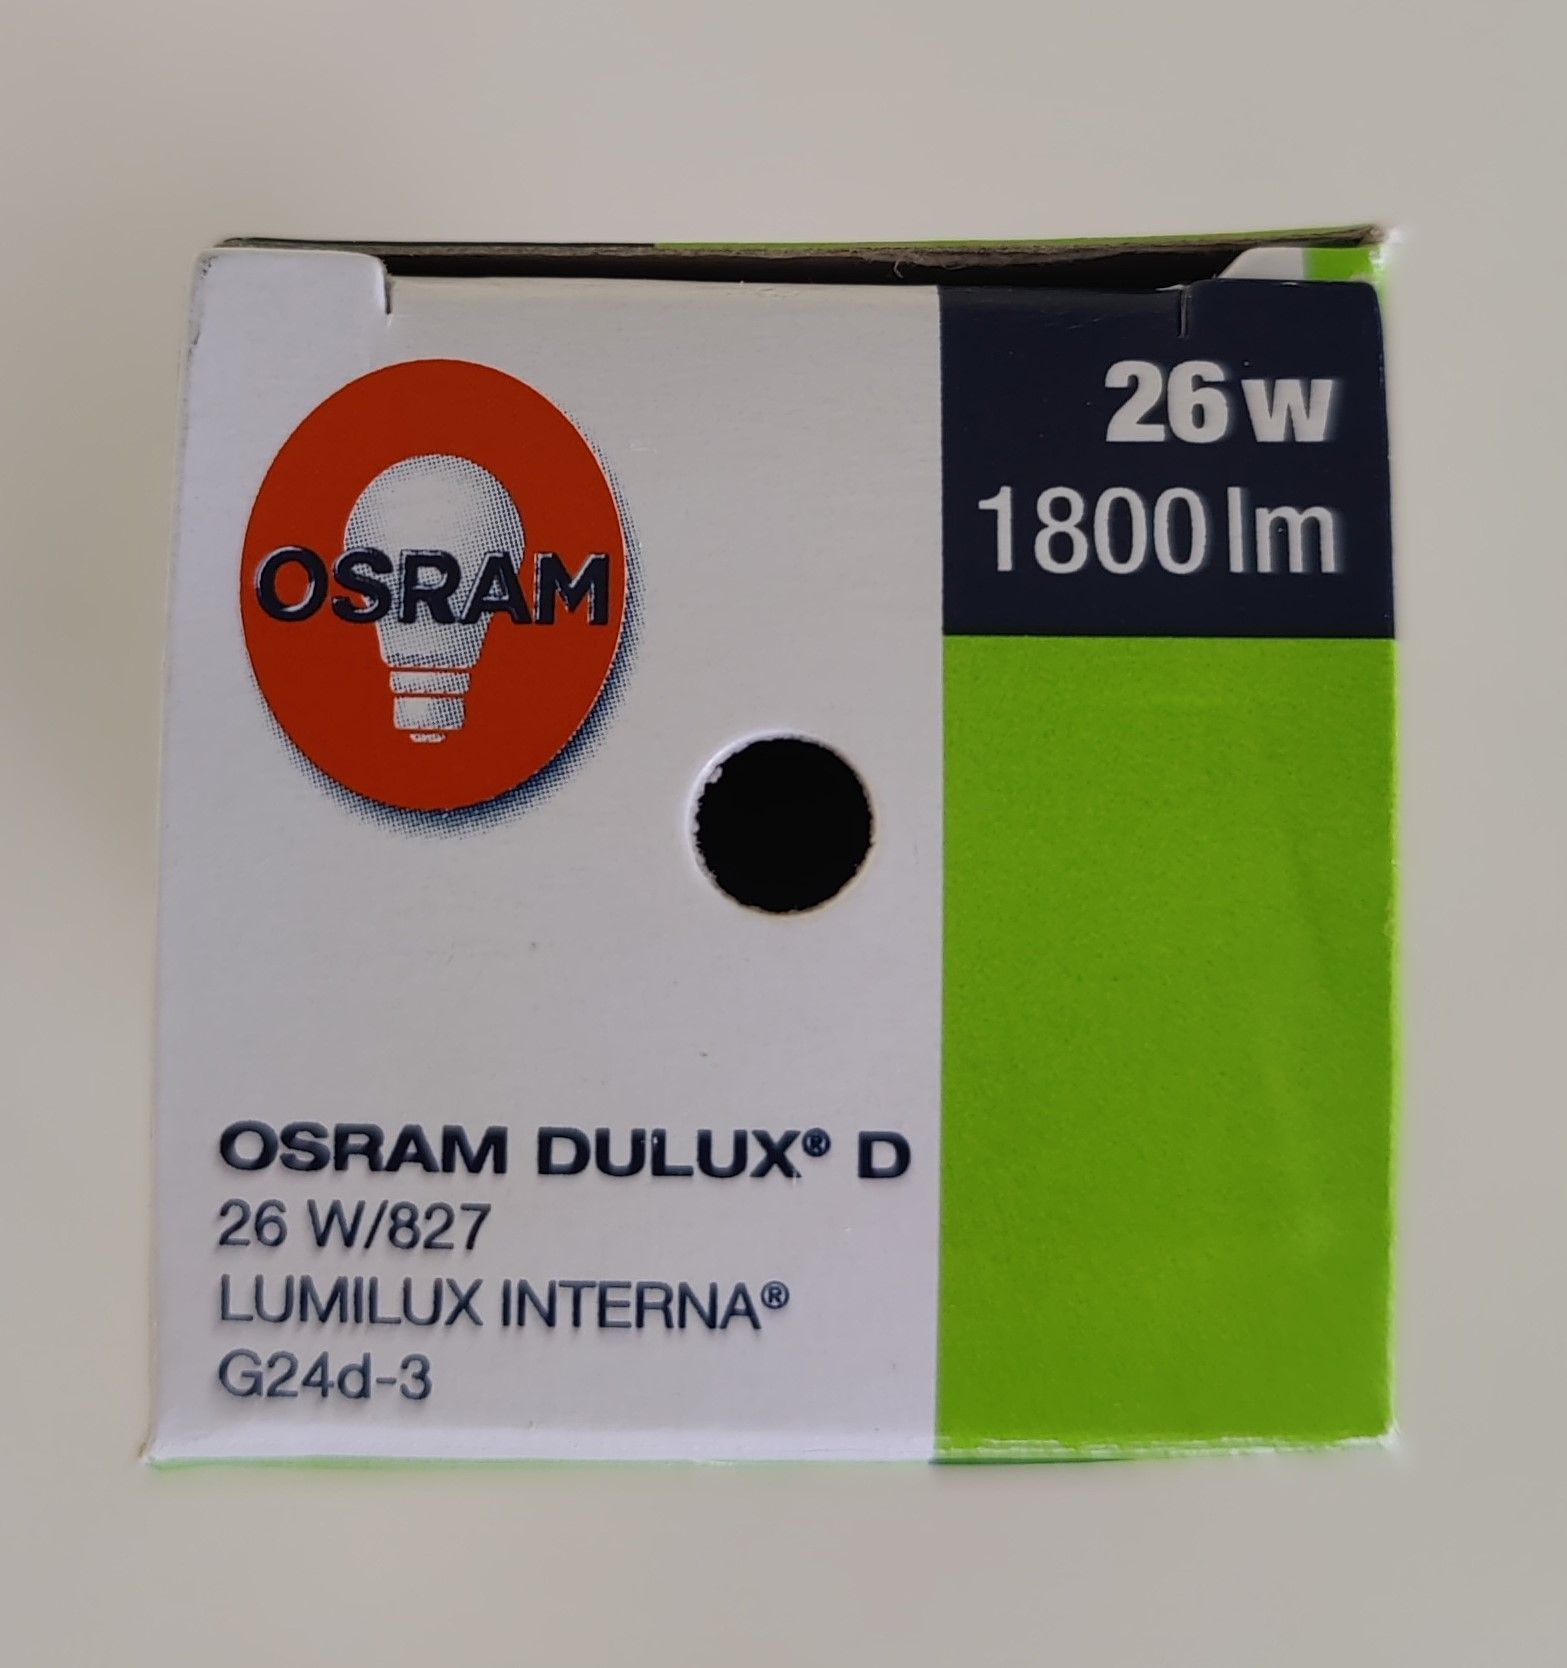 OSRAM
26 W
1800 lm
OSRAM DULUX® D
26 W/827
LUMILUX INTERNA®
G24d-3